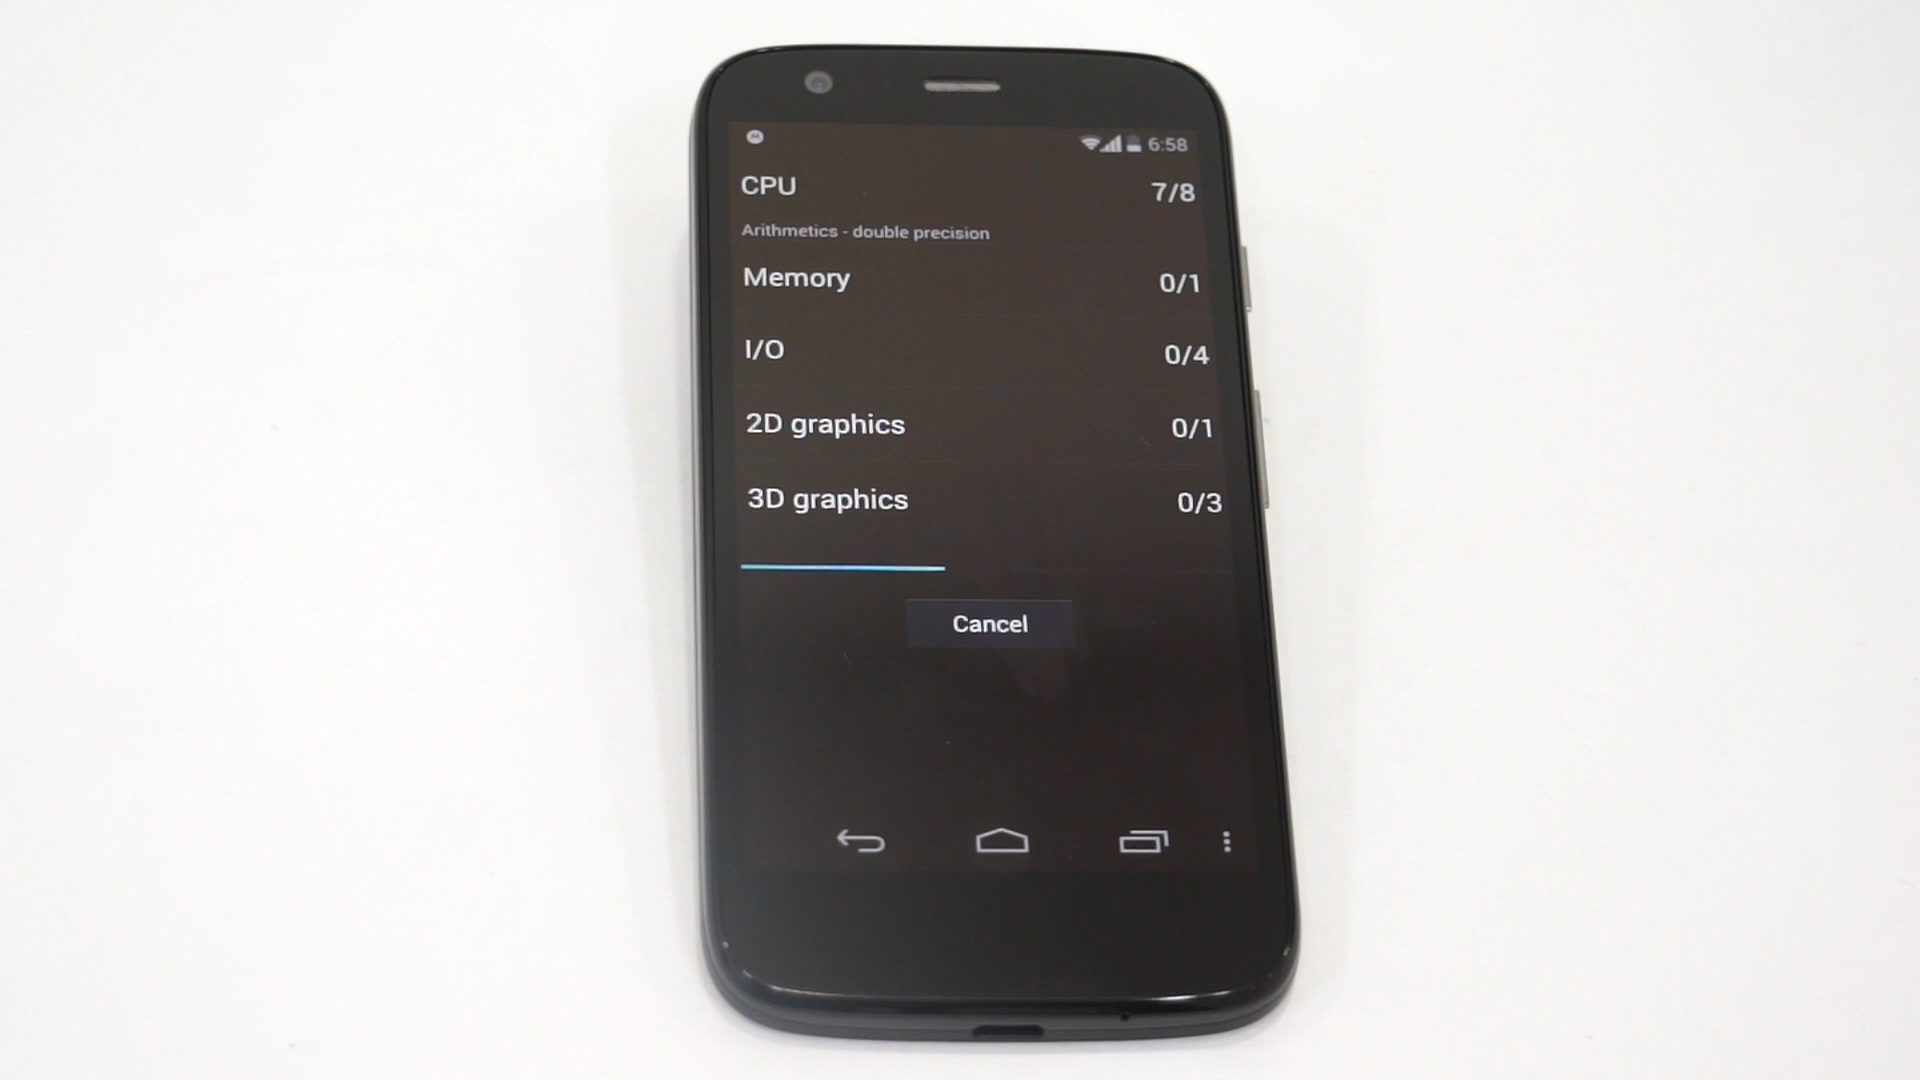 6:58
CPU 7/8
Arithmetics - double precision
Memory 0/1
I/O 0/4
2D graphics 0/1
3D graphics 0/3
Cancel